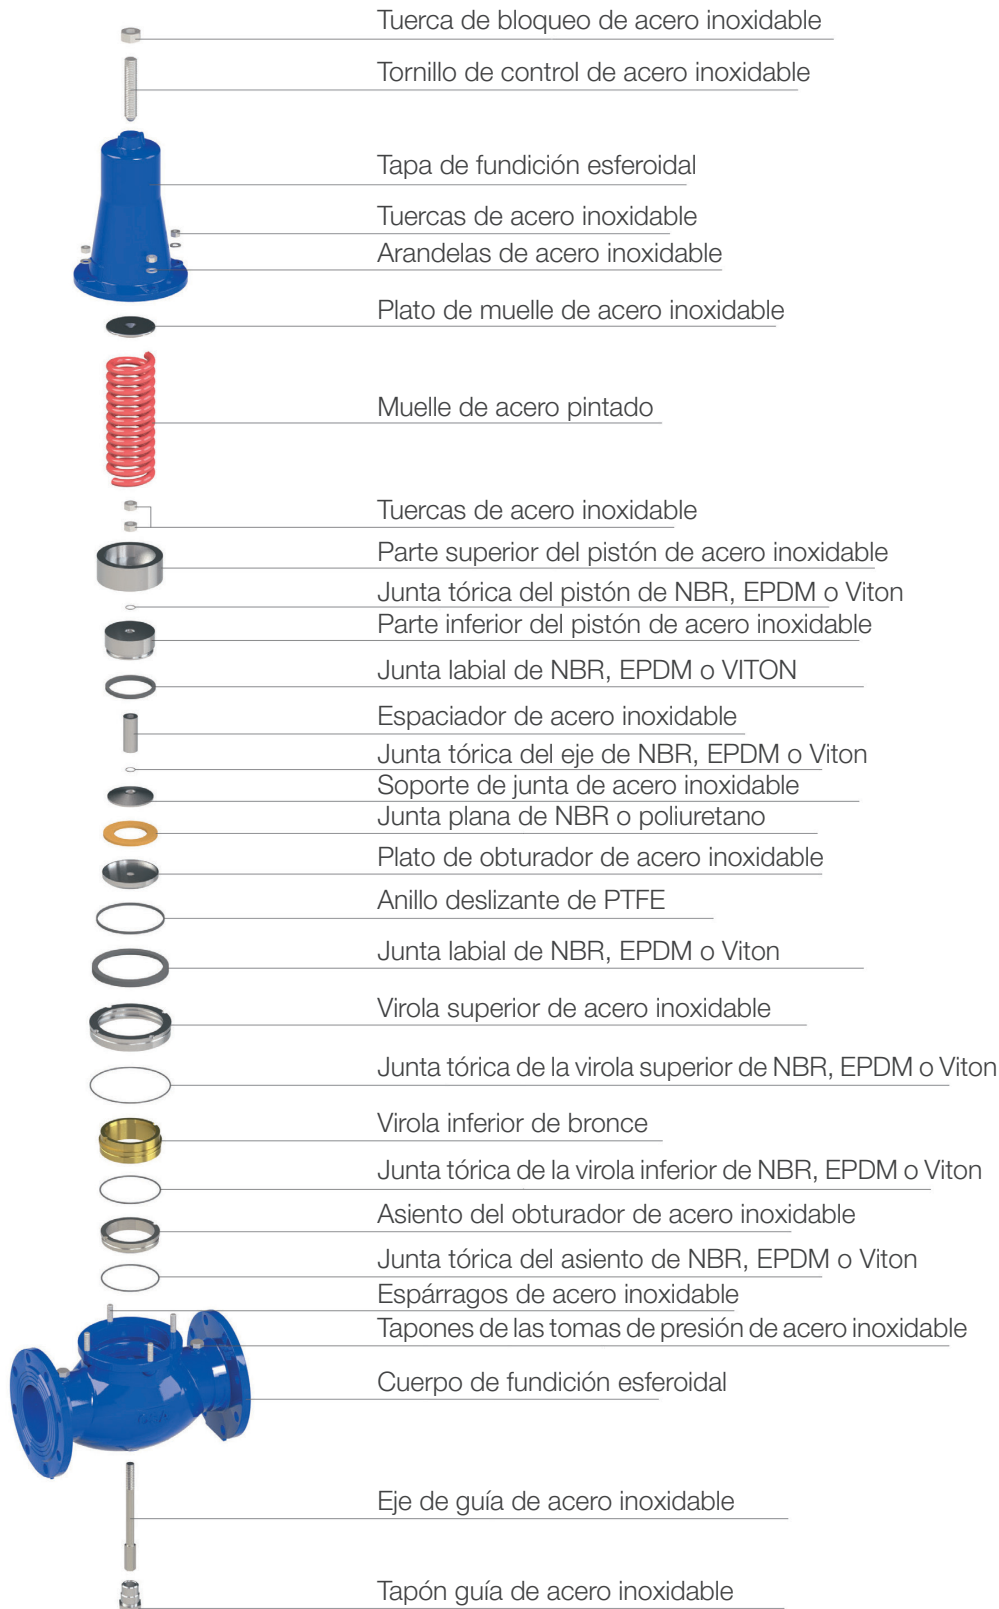 Tuerca de bloqueo de acero inoxidable
Tornillo de control de acero inoxidable
Tapa de fundición esferoidal
Tuercas de acero inoxidable
Arandelas de acero inoxidable
Plato de muelle de acero inoxidable
Muelle de acero pintado
Tuercas de acero inoxidable
Parte superior del pistón de acero inoxidable
Junta tórica del pistón de NBR, EPDM o Viton
Parte inferior del pistón de acero inoxidable
Junta labial de NBR, EPDM o VITON
Espaciador de acero inoxidable
Junta tórica del eje de NBR, EPDM o Viton
Soporte de junta de acero inoxidable
Junta plana de NBR o poliuretano
Plato de obturador de acero inoxidable
Anillo deslizante de PTFE
Junta labial de NBR, EPDM o Viton
Virola superior de acero inoxidable
Junta tórica de la virola superior de NBR, EPDM o Viton
Virola inferior de bronce
Junta tórica de la virola inferior de NBR, EPDM o Viton
Asiento del obturador de acero inoxidable
Junta tórica del asiento de NBR, EPDM o Viton
Espárragos de acero inoxidable
Tapones de las tomas de presión de acero inoxidable
Cuerpo de fundición esferoidal
Eje de guía de acero inoxidable
Tapón guía de acero inoxidable